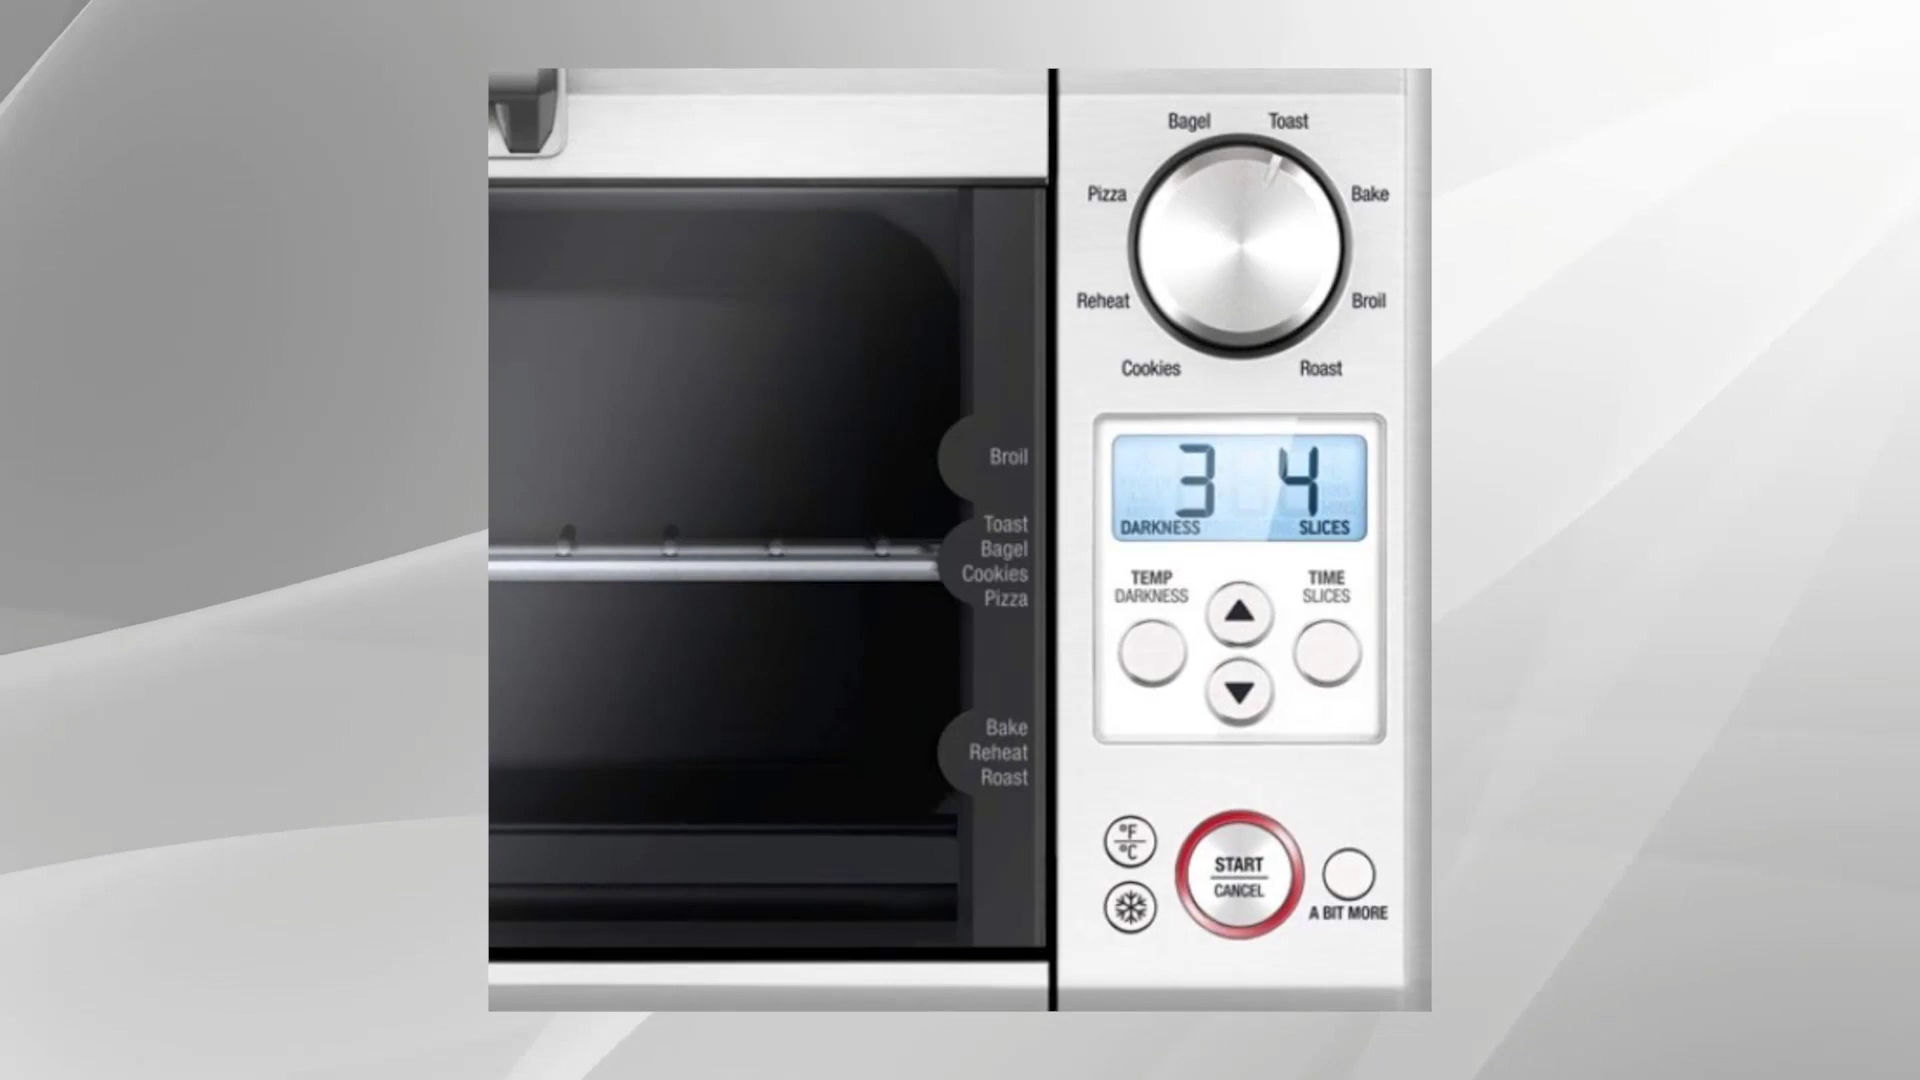 Bagel Toast
Pizza Bake
Reheat Broil
Cookies Roast
Broil
Toast
Bagel
Cookies
Pizza
Bake
Reheat
Roast
3 4
DARKNESS SLICES
TEMP
DARKNESS
TIME
SLICES
°F
°C
START
CANCEL
A BIT MORE